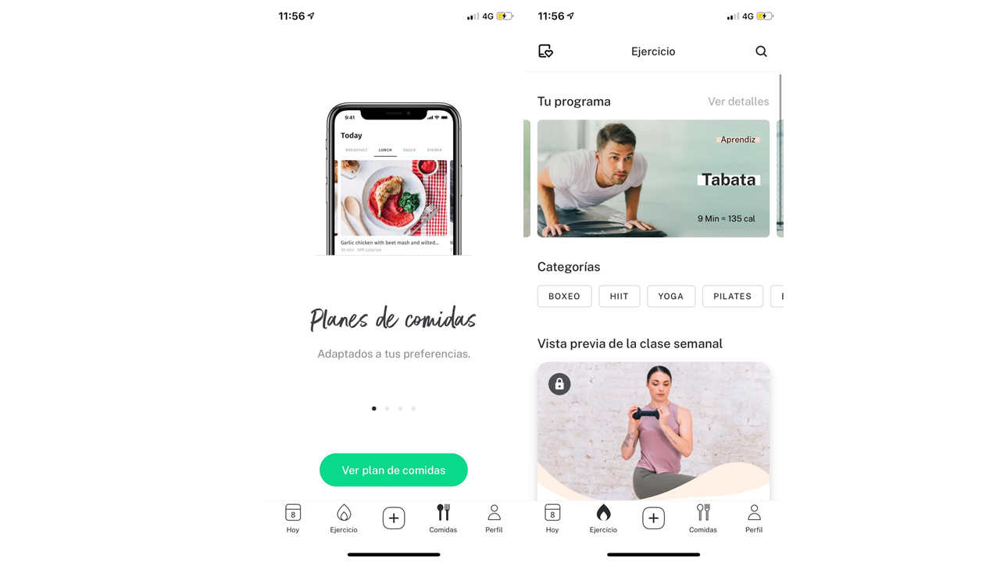 11:56
4G
9:41
Today
BREAKFAST LUNCH SNACK DINNER
Garlic chicken with beet mash and wilted...
10 min · 599 calories
Planes de comidas
Adaptados a tus preferencias.
Ver plan de comidas
8
Hoy Ejercicio Comidas Perfil
11:56
4G
Ejercicio
Tu programa Ver detalles
Aprendiz
Tabata
9 Min ≈ 135 cal
Categorías
BOXEO HIIT YOGA PILATES
Vista previa de la clase semanal
8
Hoy Ejercicio Comidas Perfil